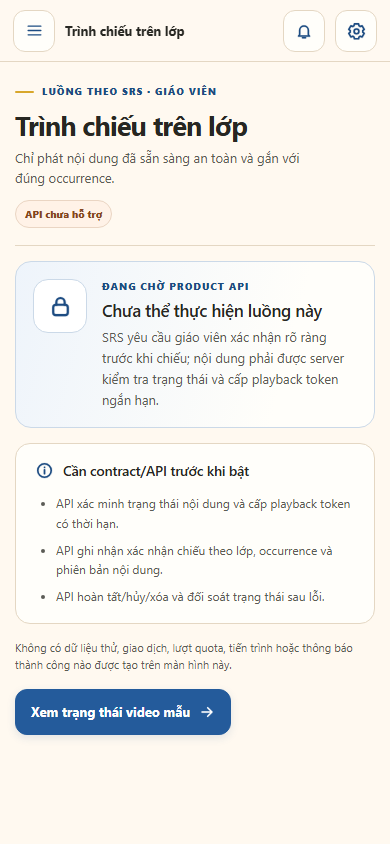 Trình chiếu trên lớp
LUỒNG THEO SRS · GIÁO VIÊN
Trình chiếu trên lớp
Chỉ phát nội dung đã sẵn sàng an toàn và gắn với
đúng occurrence.
API chưa hỗ trợ
ĐANG CHỜ PRODUCT API
Chưa thể thực hiện luồng này
SRS yêu cầu giáo viên xác nhận rõ ràng
trước khi chiếu; nội dung phải được server
kiểm tra trạng thái và cấp playback token
ngắn hạn.
Cần contract/API trước khi bật
• API xác minh trạng thái nội dung và cấp playback token
có thời hạn.
• API ghi nhận xác nhận chiếu theo lớp, occurrence và
phiên bản nội dung.
• API hoàn tất/hủy/xóa và đối soát trạng thái sau lỗi.
Không có dữ liệu thử, giao dịch, lượt quota, tiến trình hoặc thông báo
thành công nào được tạo trên màn hình này.
Xem trạng thái video mẫu →